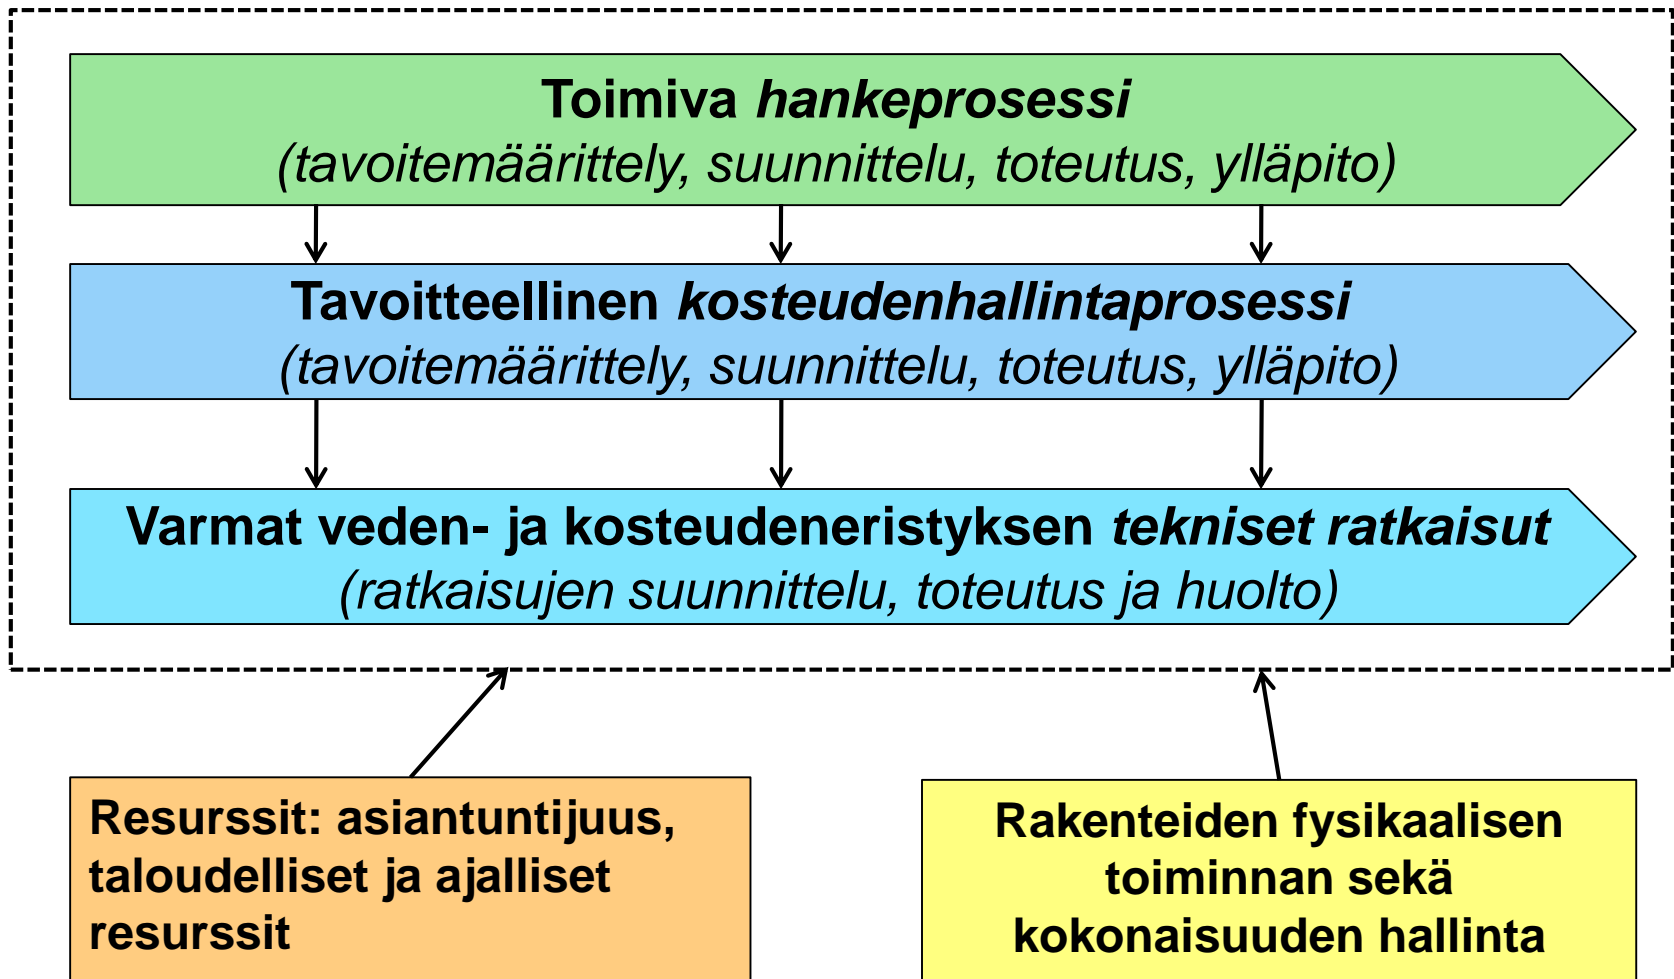 Toimiva hankeprosessi
(tavoitemäärittely, suunnittelu, toteutus, ylläpito)
Tavoitteellinen kosteudenhallintaprosessi
(tavoitemäärittely, suunnittelu, toteutus, ylläpito)
Varmat veden- ja kosteudeneristyksen tekniset ratkaisut
(ratkaisujen suunnittelu, toteutus ja huolto)
Resurssit: asiantuntijuus,
taloudelliset ja ajalliset
resurssit
Rakenteiden fysikaalisen
toiminnan sekä
kokonaisuuden hallinta